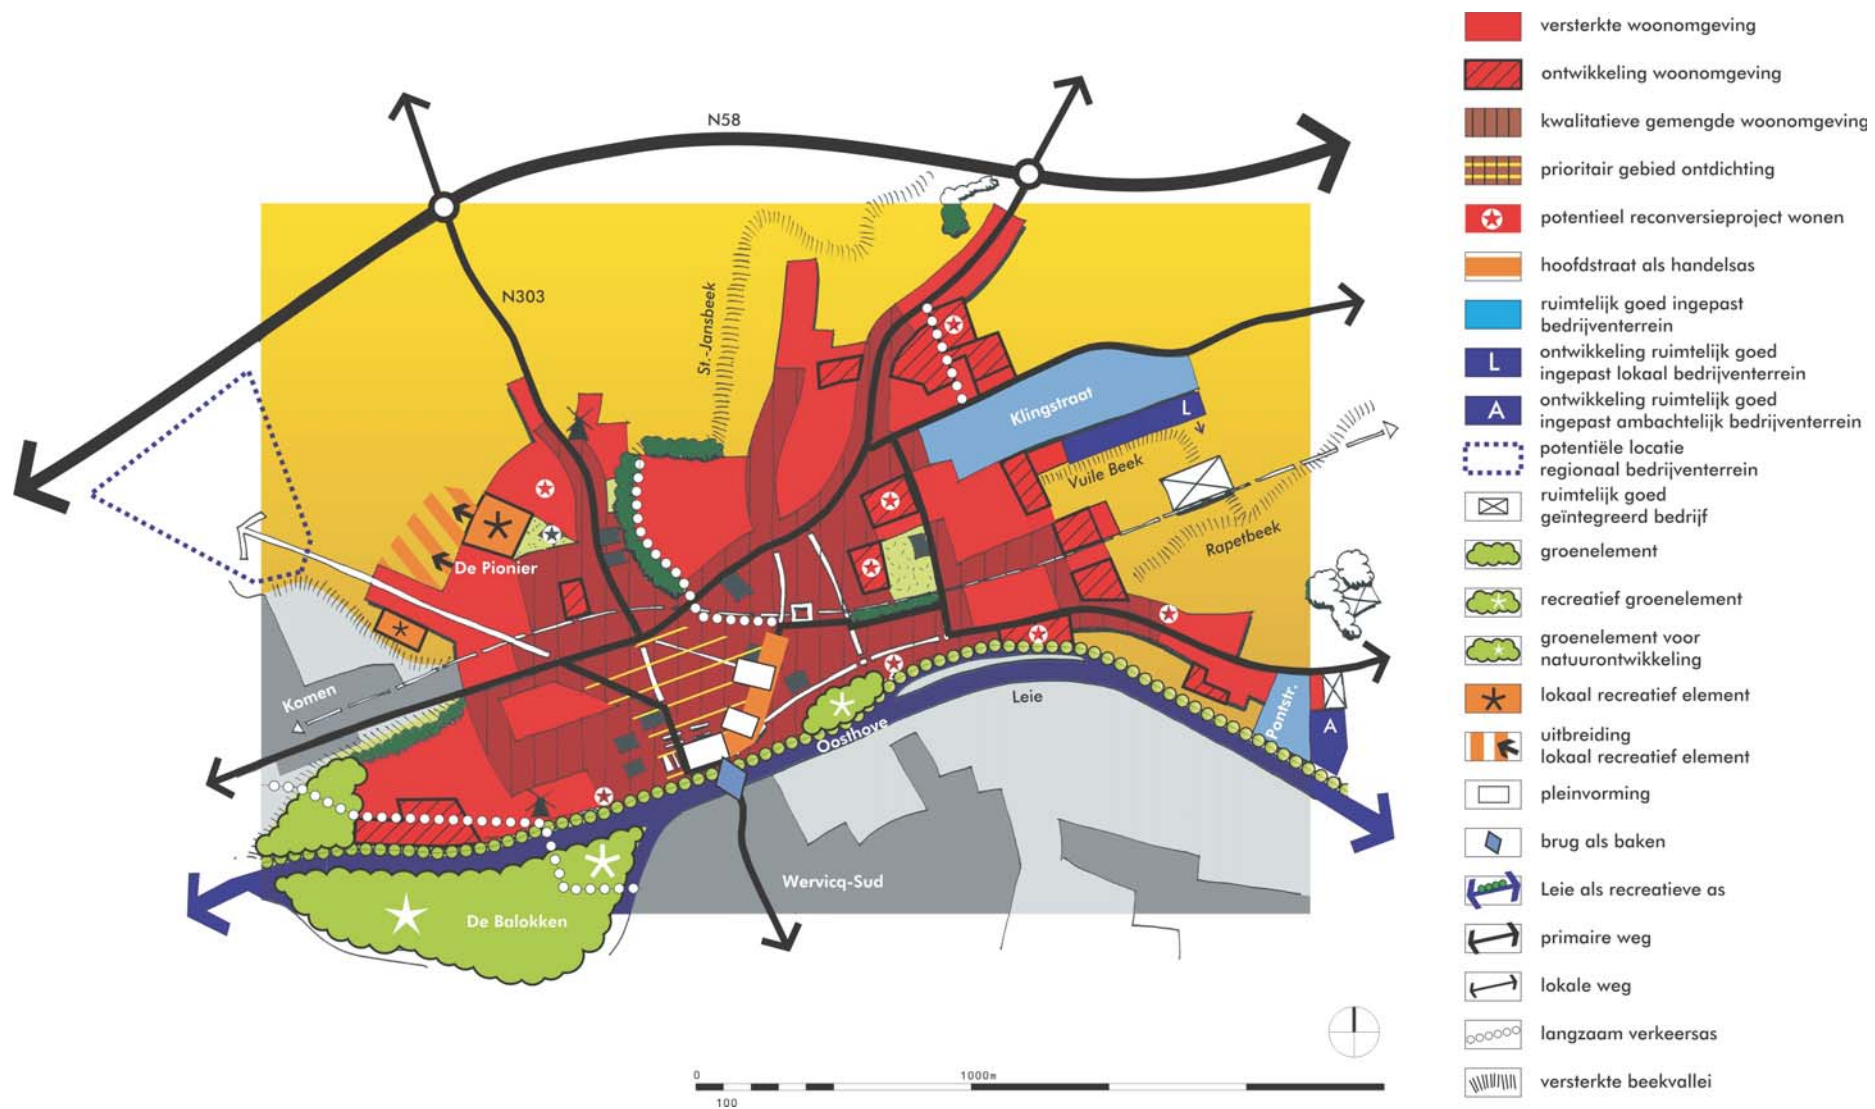 N58
N303
St.-Jansbeek
Klingstraat
L
Vuile Beek
Rapetbeek
De Pionier
Komen
Leie
Oosthove
Pontstr.
A
Wervicq-Sud
De Balokken
0
1000m
100
versterkte woonomgeving
ontwikkeling woonomgeving
kwalitatieve gemengde woonomgeving
prioritair gebied ontdichting
potentieel reconversieproject wonen
hoofdstraat als handelsas
ruimtelijk goed ingepast
bedrijventerrein
L
ontwikkeling ruimtelijk goed
ingepast lokaal bedrijventerrein
A
ontwikkeling ruimtelijk goed
ingepast ambachtelijk bedrijventerrein
potentiële locatie
regionaal bedrijventerrein
ruimtelijk goed
geïntegreerd bedrijf
groenelement
recreatief groenelement
groenelement voor
natuurontwikkeling
lokaal recreatief element
uitbreiding
lokaal recreatief element
pleinvorming
brug als baken
Leie als recreatieve as
primaire weg
lokale weg
langzaam verkeersas
versterkte beekvallei